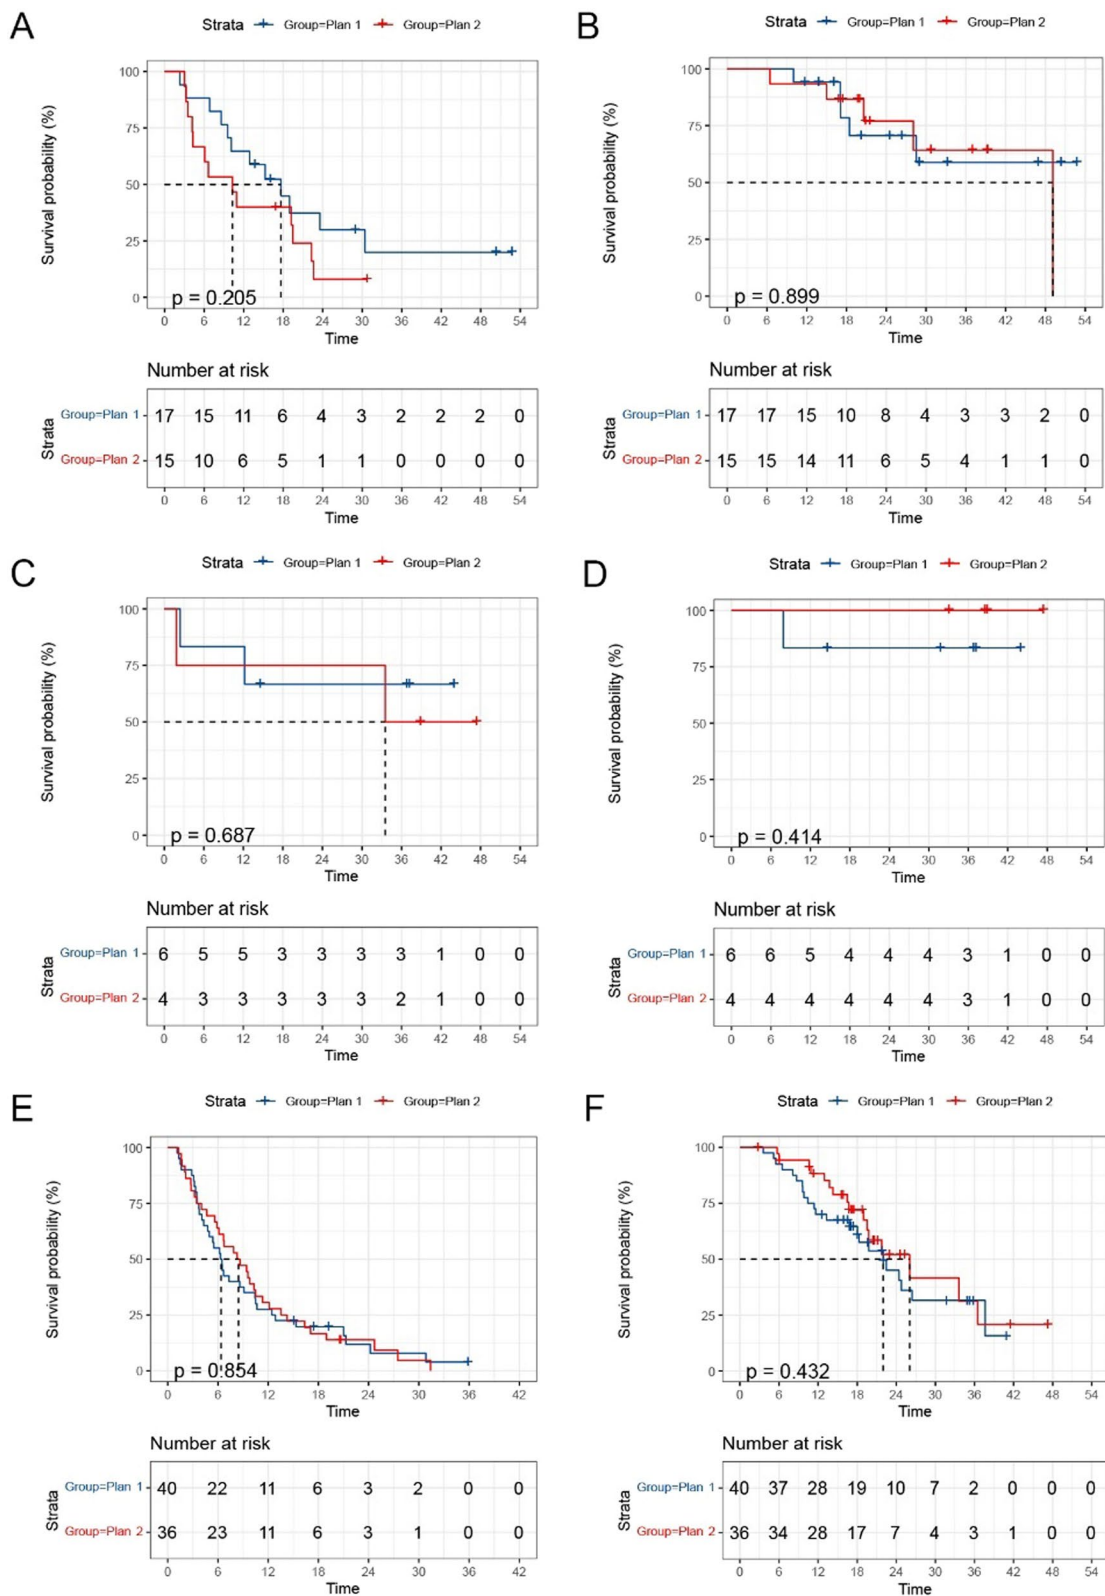 A
Strata Group=Plan 1 Group=Plan 2
Survival probability (%)
100
75
50
25
0
p = 0.205
0 6 12 18 24 30 36 42 48 54
Time
Number at risk
Strata
Group=Plan 1 17 15 11 6 4 3 2 2 2 0
Group=Plan 2 15 10 6 5 1 1 0 0 0 0
0 6 12 18 24 30 36 42 48 54
Time
B
Strata Group=Plan 1 Group=Plan 2
Survival probability (%)
100
75
50
25
0
p = 0.899
0 6 12 18 24 30 36 42 48 54
Time
Number at risk
Strata
Group=Plan 1 17 17 15 10 8 4 3 3 2 0
Group=Plan 2 15 15 14 11 6 5 4 1 1 0
0 6 12 18 24 30 36 42 48 54
Time
C
Strata Group=Plan 1 Group=Plan 2
Survival probability (%)
100
75
50
25
0
p = 0.687
0 6 12 18 24 30 36 42 48 54
Time
Number at risk
Strata
Group=Plan 1 6 5 5 3 3 3 3 1 0 0
Group=Plan 2 4 3 3 3 3 3 2 1 0 0
0 6 12 18 24 30 36 42 48 54
Time
D
Strata Group=Plan 1 Group=Plan 2
Survival probability (%)
100
75
50
25
0
p = 0.414
0 6 12 18 24 30 36 42 48 54
Time
Number at risk
Strata
Group=Plan 1 6 6 5 4 4 4 3 1 0 0
Group=Plan 2 4 4 4 4 4 4 3 1 0 0
0 6 12 18 24 30 36 42 48 54
Time
E
Strata Group=Plan 1 Group=Plan 2
Survival probability (%)
100
75
50
25
0
p = 0.854
0 6 12 18 24 30 36 42
Time
Number at risk
Strata
Group=Plan 1 40 22 11 6 3 2 0 0
Group=Plan 2 36 23 11 6 3 1 0 0
0 6 12 18 24 30 36 42
Time
F
Strata Group=Plan 1 Group=Plan 2
Survival probability (%)
100
75
50
25
0
p = 0.432
0 6 12 18 24 30 36 42 48 54
Time
Number at risk
Strata
Group=Plan 1 40 37 28 19 10 7 2 0 0 0
Group=Plan 2 36 34 28 17 7 4 3 1 0 0
0 6 12 18 24 30 36 42 48 54
Time